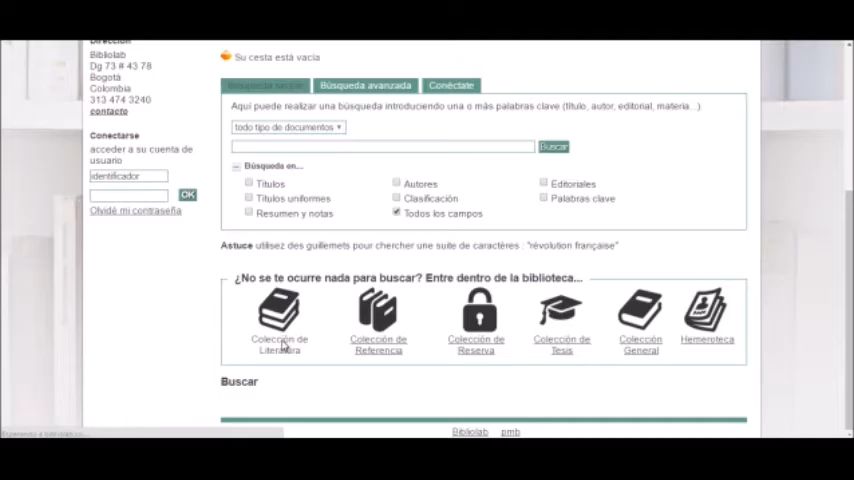 Dirección
Bibliolab
Dg 73 # 43 78
Bogotá
Colombia
313 474 3240
contacto
Conectarse
acceder a su cuenta de
usuario
identificador
OK
Olvidé mi contraseña
Su cesta está vacía
Búsqueda avanzada
Conéctate
Aquí puede realizar una búsqueda introduciendo una o más palabras clave (título, autor, editorial, materia...)
todo tipo de documentos
Buscar
Búsqueda en...
Títulos
Autores
Editoriales
Títulos uniformes
Clasificación
Palabras clave
Resumen y notas
Todos los campos
Astuce utilisez des guillemets pour chercher une suite de caractères : "révolution française"
¿No se te ocurre nada para buscar? Entre dentro de la biblioteca...
Colección de
Literatura
Colección de
Referencia
Colección de
Reserva
Colección de
Tesis
Colección
General
Hemeroteca
Buscar
Bibliolab pmb